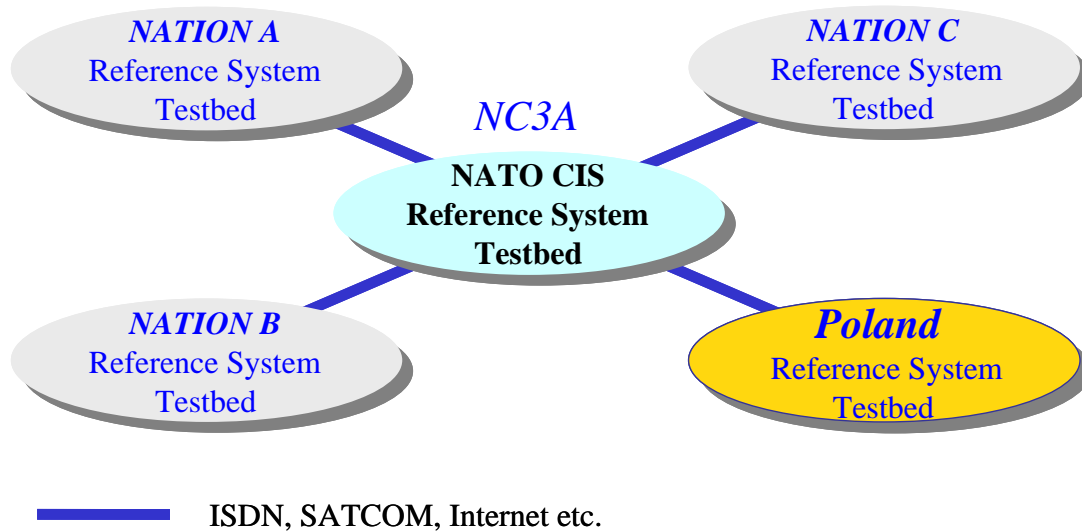 NATION A
Reference System
Testbed
NATION C
Reference System
Testbed
NC3A
NATO CIS
Reference System
Testbed
NATION B
Reference System
Testbed
Poland
Reference System
Testbed
ISDN, SATCOM, Internet etc.